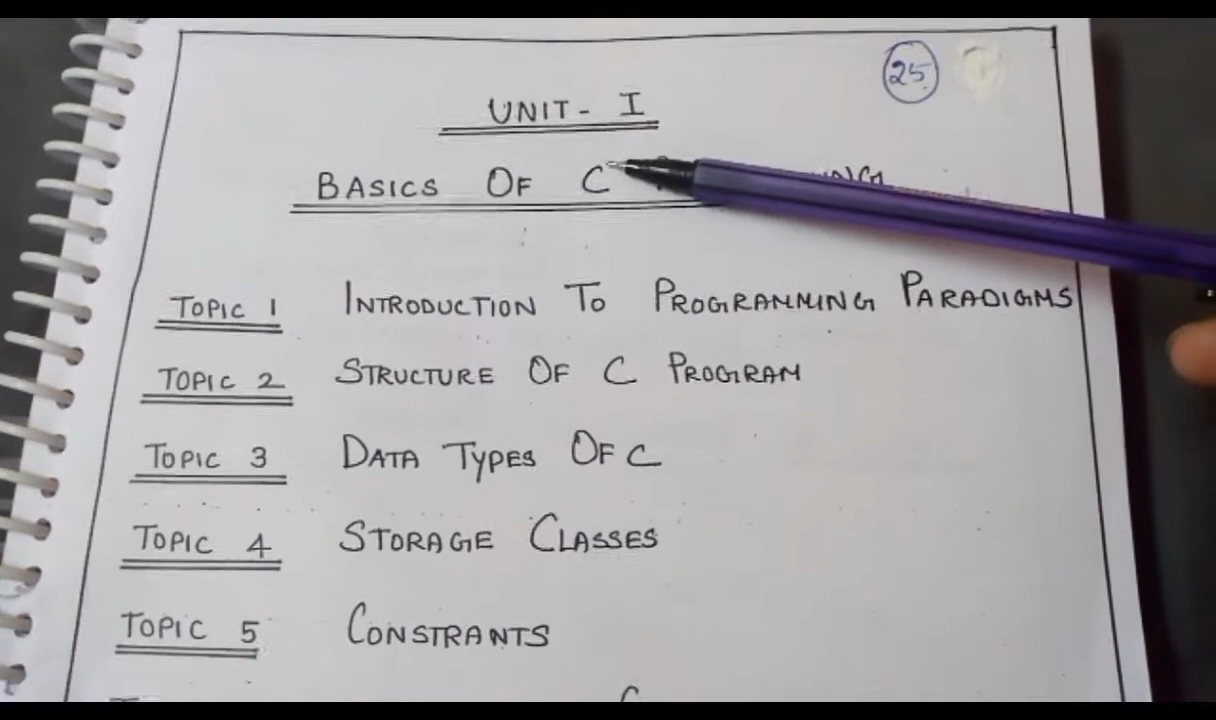 25
UNIT - I
BASICS OF C
TOPIC 1 INTRODUCTION TO PROGRAMMING PARADIGMS
TOPIC 2 STRUCTURE OF C PROGRAM
TOPIC 3 DATA TYPES OF C
TOPIC 4 STORAGE CLASSES
TOPIC 5 CONSTRANTS